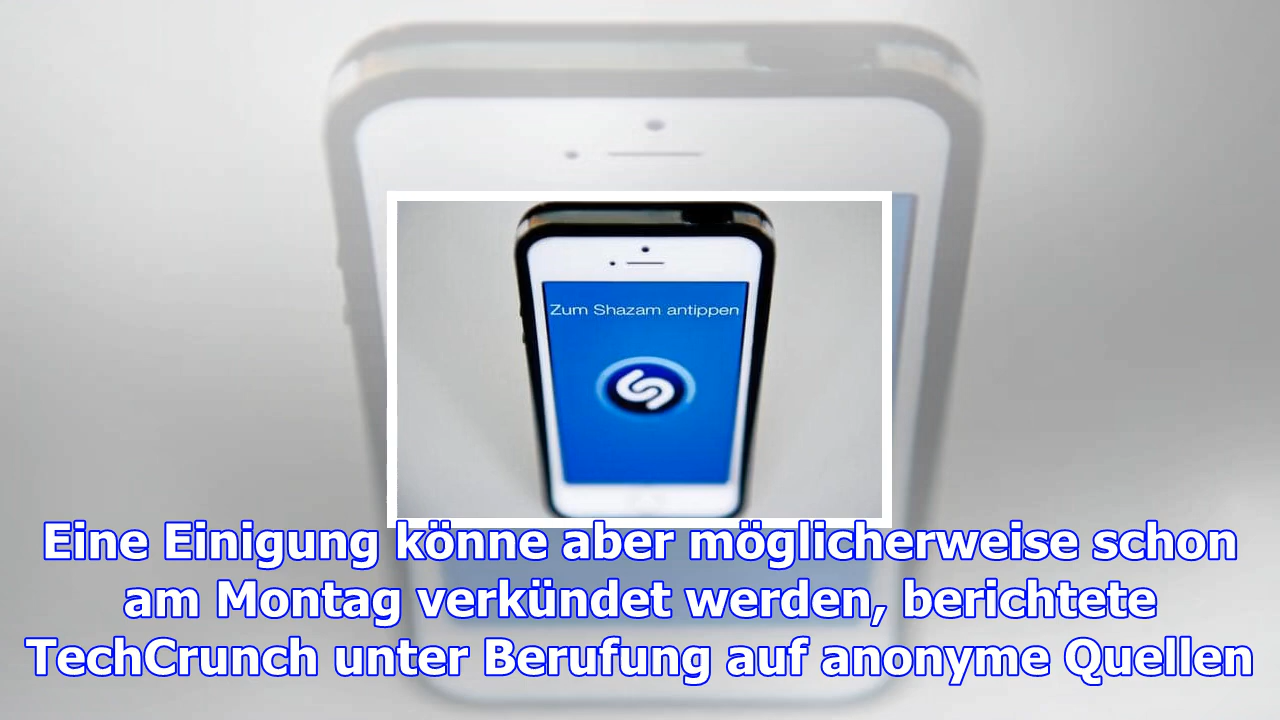 Zum Shazam antippen
Eine Einigung könne aber möglicherweise schon
am Montag verkündet werden, berichtete
TechCrunch unter Berufung auf anonyme Quellen